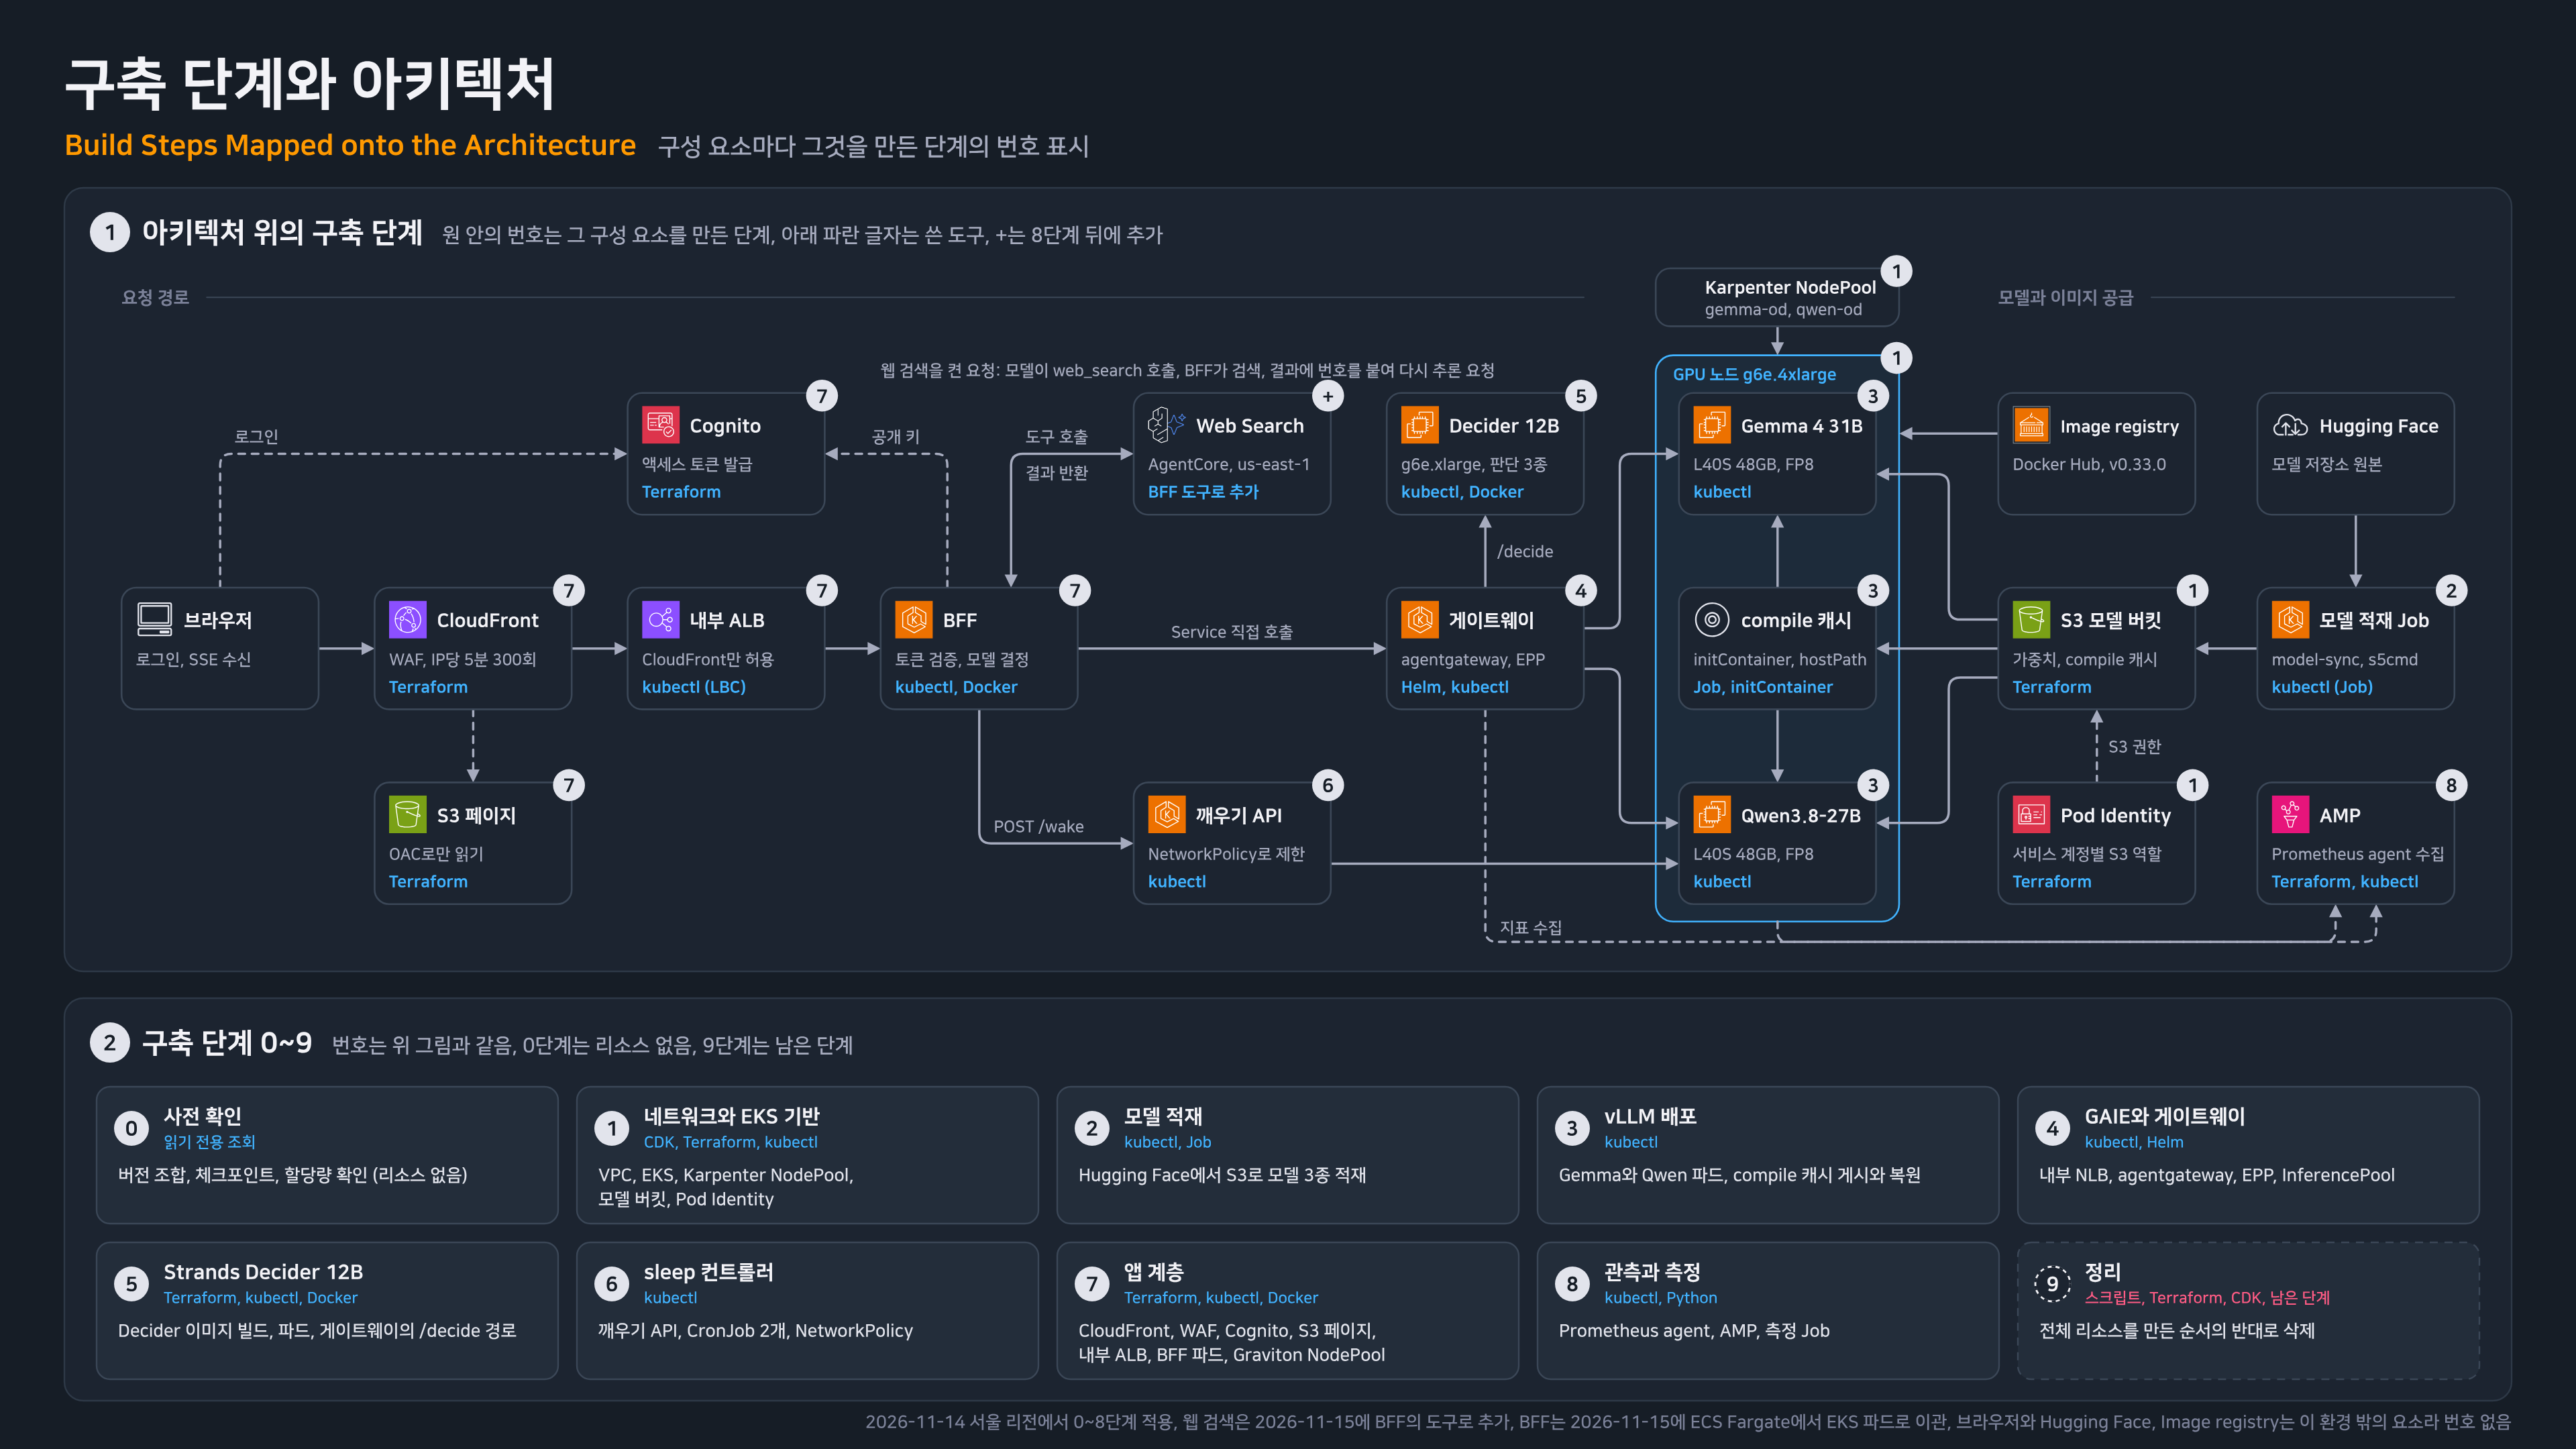 구축 단계와 아키텍처
Build Steps Mapped onto the Architecture 구성 요소마다 그것을 만든 단계의 번호 표시
1 아키텍처 위의 구축 단계 원 안의 번호는 그 구성 요소를 만든 단계, 아래 파란 글자는 쓴 도구, +는 8단계 뒤에 추가
요청 경로
Karpenter NodePool
gemma-od, qwen-od
1
모델과 이미지 공급
웹 검색을 켠 요청: 모델이 web_search 호출, BFF가 검색, 결과에 번호를 붙여 다시 추론 요청
GPU 노드 g6e.4xlarge
1
로그인
Cognito
액세스 토큰 발급
Terraform
7
공개 키
도구 호출
결과 반환
Web Search
AgentCore, us-east-1
BFF 도구로 추가
+
Decider 12B
g6e.xlarge, 판단 3종
kubectl, Docker
5
Gemma 4 31B
L40S 48GB, FP8
kubectl
3
Image registry
Docker Hub, v0.33.0
Hugging Face
모델 저장소 원본
/decide
브라우저
로그인, SSE 수신
CloudFront
WAF, IP당 5분 300회
Terraform
7
내부 ALB
CloudFront만 허용
kubectl (LBC)
7
BFF
토큰 검증, 모델 결정
kubectl, Docker
7
Service 직접 호출
게이트웨이
agentgateway, EPP
Helm, kubectl
4
compile 캐시
initContainer, hostPath
Job, initContainer
3
S3 모델 버킷
가중치, compile 캐시
Terraform
1
모델 적재 Job
model-sync, s5cmd
kubectl (Job)
2
S3 권한
S3 페이지
OAC로만 읽기
Terraform
7
POST /wake
깨우기 API
NetworkPolicy로 제한
kubectl
6
Qwen3.8-27B
L40S 48GB, FP8
kubectl
3
Pod Identity
서비스 계정별 S3 역할
Terraform
1
AMP
Prometheus agent 수집
Terraform, kubectl
8
지표 수집
2 구축 단계 0~9 번호는 위 그림과 같음, 0단계는 리소스 없음, 9단계는 남은 단계
0 사전 확인
읽기 전용 조회
버전 조합, 체크포인트, 할당량 확인 (리소스 없음)
1 네트워크와 EKS 기반
CDK, Terraform, kubectl
VPC, EKS, Karpenter NodePool,
모델 버킷, Pod Identity
2 모델 적재
kubectl, Job
Hugging Face에서 S3로 모델 3종 적재
3 vLLM 배포
kubectl
Gemma와 Qwen 파드, compile 캐시 게시와 복원
4 GAIE와 게이트웨이
kubectl, Helm
내부 NLB, agentgateway, EPP, InferencePool
5 Strands Decider 12B
Terraform, kubectl, Docker
Decider 이미지 빌드, 파드, 게이트웨이의 /decide 경로
6 sleep 컨트롤러
kubectl
깨우기 API, CronJob 2개, NetworkPolicy
7 앱 계층
Terraform, kubectl, Docker
CloudFront, WAF, Cognito, S3 페이지,
내부 ALB, BFF 파드, Graviton NodePool
8 관측과 측정
kubectl, Python
Prometheus agent, AMP, 측정 Job
9 정리
스크립트, Terraform, CDK, 남은 단계
전체 리소스를 만든 순서의 반대로 삭제
2026-11-14 서울 리전에서 0~8단계 적용, 웹 검색은 2026-11-15에 BFF의 도구로 추가, BFF는 2026-11-15에 ECS Fargate에서 EKS 파드로 이관, 브라우저와 Hugging Face, Image registry는 이 환경 밖의 요소라 번호 없음